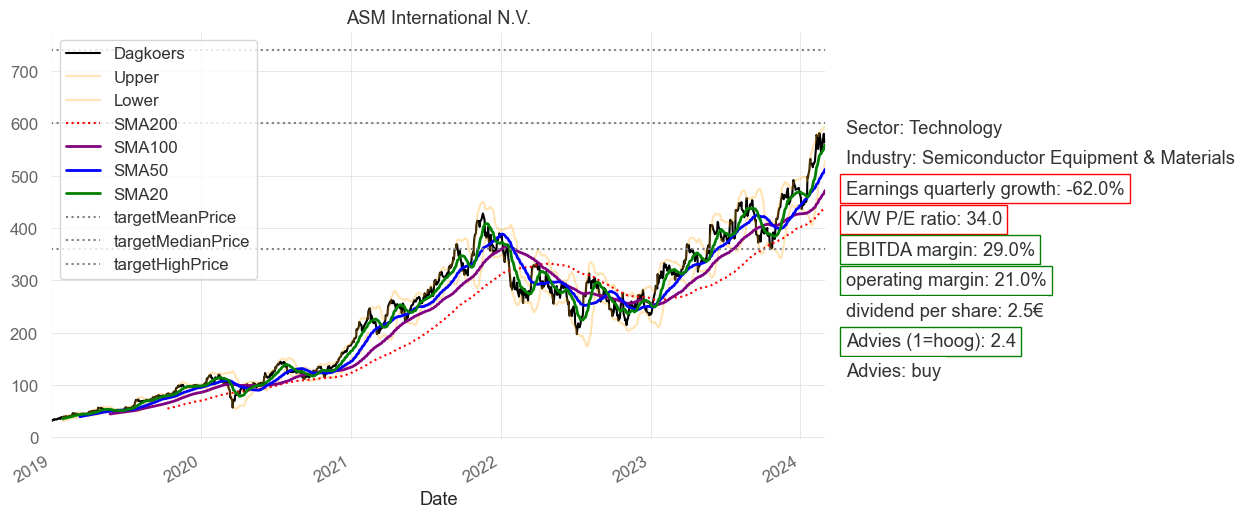 ASM International N.V.
Dagkoers
Upper
Lower
SMA200
SMA100
SMA50
SMA20
targetMeanPrice
targetMedianPrice
targetHighPrice
700
600
500
400
300
200
100
0
2019
2020
2021
2022
2023
2024
Date
Sector: Technology
Industry: Semiconductor Equipment & Materials
Earnings quarterly growth: -62.0%
K/W P/E ratio: 34.0
EBITDA margin: 29.0%
operating margin: 21.0%
dividend per share: 2.5€
Advies (1=hoog): 2.4
Advies: buy